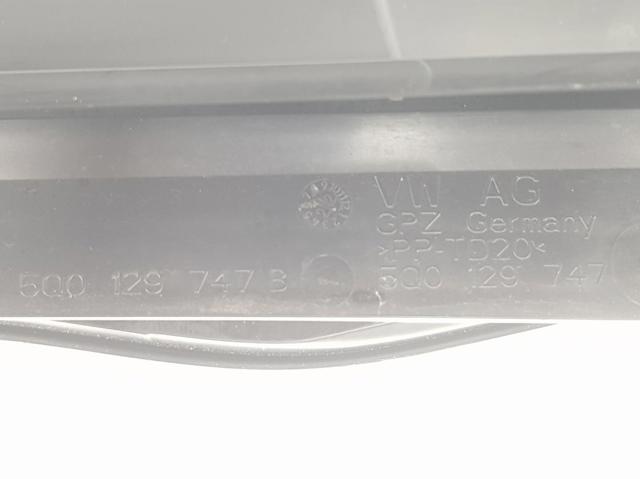 VW AG
GPZ Germany
>PP-TD20<
5Q0 129 747
5Q0 129 747 B